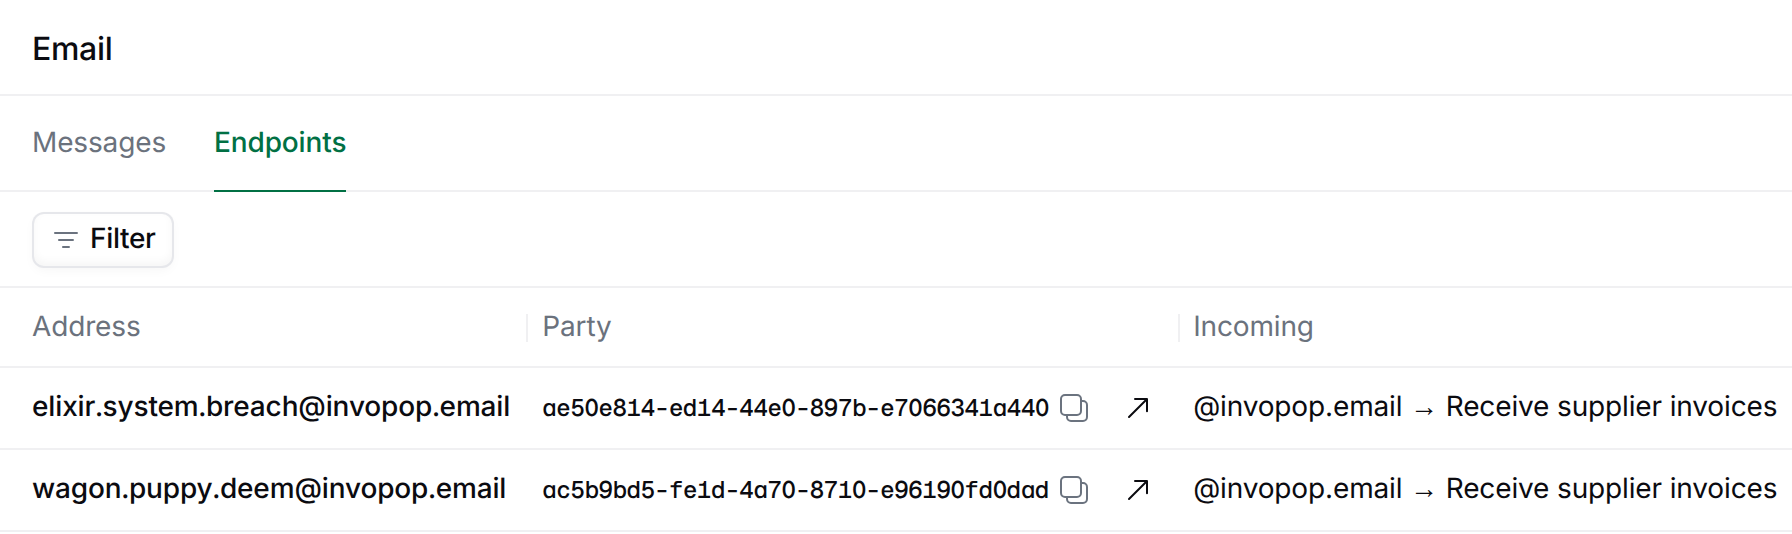 Email
Messages Endpoints
Filter
Address Party Incoming
elixir.system.breach@invopop.email ae50e814-ed14-44e0-897b-e7066341a440 @invopop.email → Receive supplier invoices
wagon.puppy.deem@invopop.email ac5b9bd5-fe1d-4a70-8710-e96190fd0dad @invopop.email → Receive supplier invoices